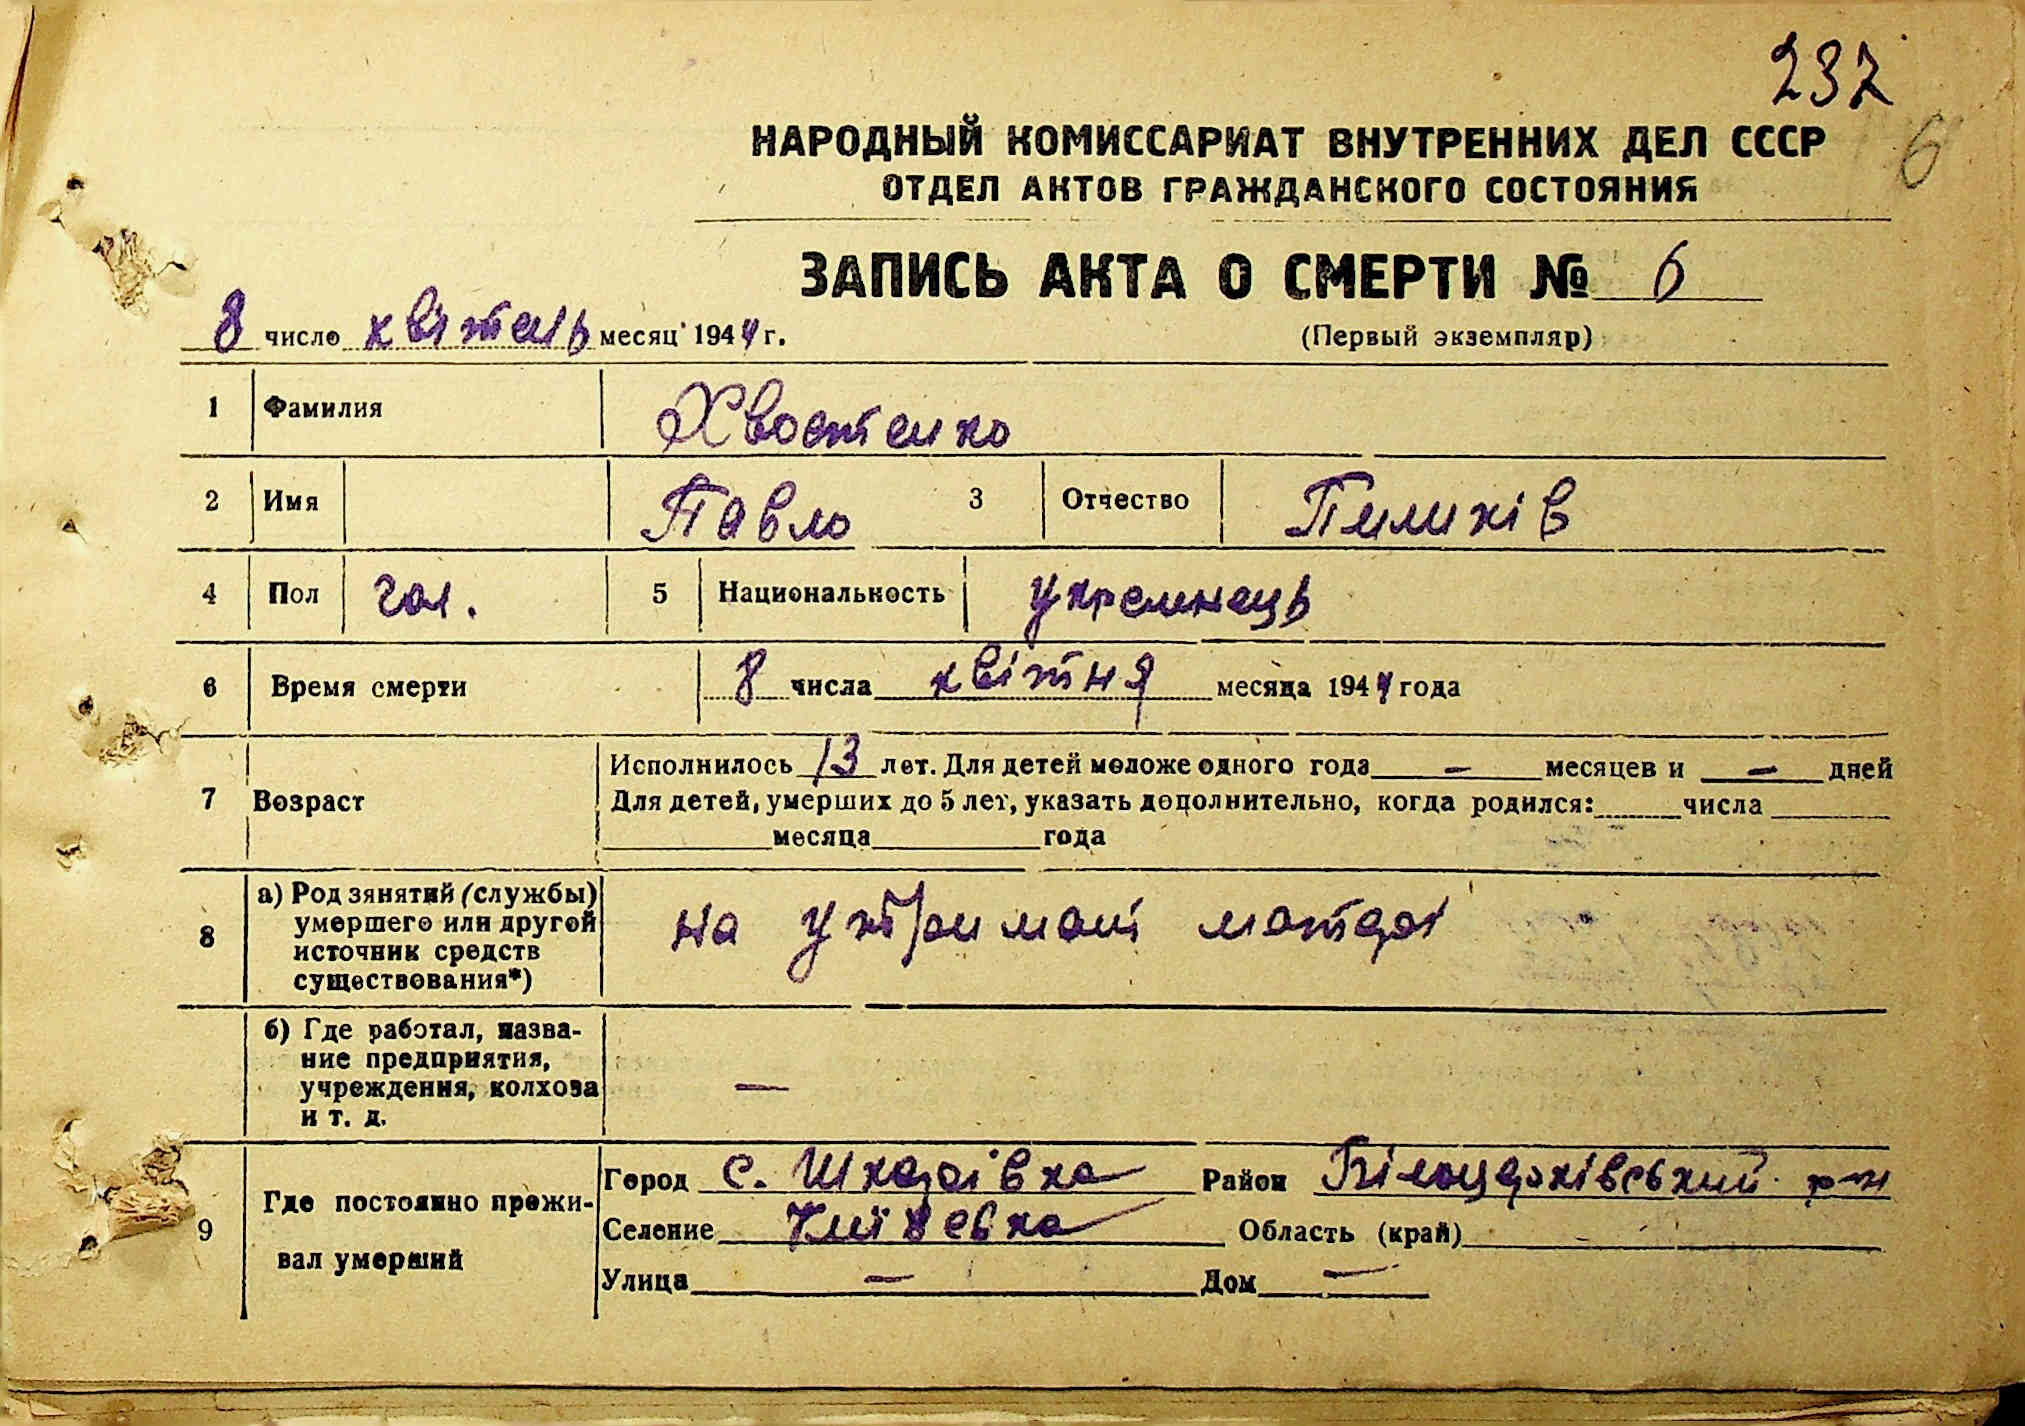 237
6
НАРОДНЫЙ КОМИССАРИАТ ВНУТРЕННИХ ДЕЛ СССР
ОТДЕЛ АКТОВ ГРАЖДАНСКОГО СОСТОЯНИЯ
ЗАПИСЬ АКТА О СМЕРТИ № 6
8 число квітень месяц 1944 г.
(Первый экземпляр)
1 Фамилия Хвостенко
2 Имя Павло 3 Отчество Пилипів
4 Пол чол. 5 Национальность українець
6 Время смерти 8 числа квітня месяца 1944 года
7 Возраст
Исполнилось 13 лет. Для детей моложе одного года — месяцев и — дней
Для детей, умерших до 5 лет, указать дополнительно, когда родился: числа
месяца года
8 а) Род занятий (службы)
умершего или другой
источник средств
существования*)
на утриманні матері
б) Где работал, назва-
ние предприятия,
учреждения, колхоза
и т. д.
—
9 Где постоянно прожи-
вал умерший
Город с. Шкарівка Район Білоцерківський р-н
Селение Область (край)
Улица — Дом —